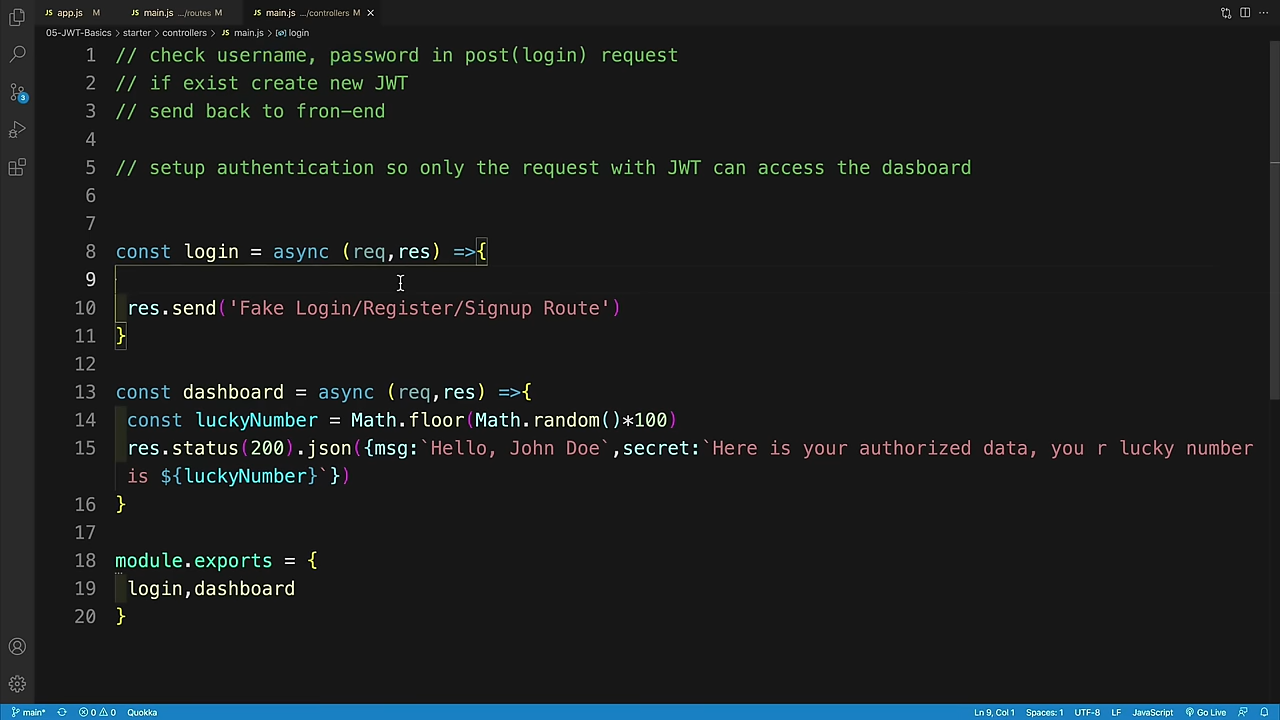 JS app.js M JS main.js .../routes M JS main.js .../controllers M ×
05-JWT-Basics > starter > controllers > JS main.js > login
1 // check username, password in post(login) request
2 // if exist create new JWT
3 // send back to fron-end
4
5 // setup authentication so only the request with JWT can access the dasboard
6
7
8 const login = async (req,res) =>{
9
10 res.send('Fake Login/Register/Signup Route')
11 }
12
13 const dashboard = async (req,res) =>{
14 const luckyNumber = Math.floor(Math.random()*100)
15 res.status(200).json({msg:`Hello, John Doe`,secret:`Here is your authorized data, you r lucky number
is ${luckyNumber}`})
16 }
17
18 module.exports = {
19 login,dashboard
20 }
3
main* 0 0 Quokka Ln 9, Col 1 Spaces: 1 UTF-8 LF JavaScript Go Live